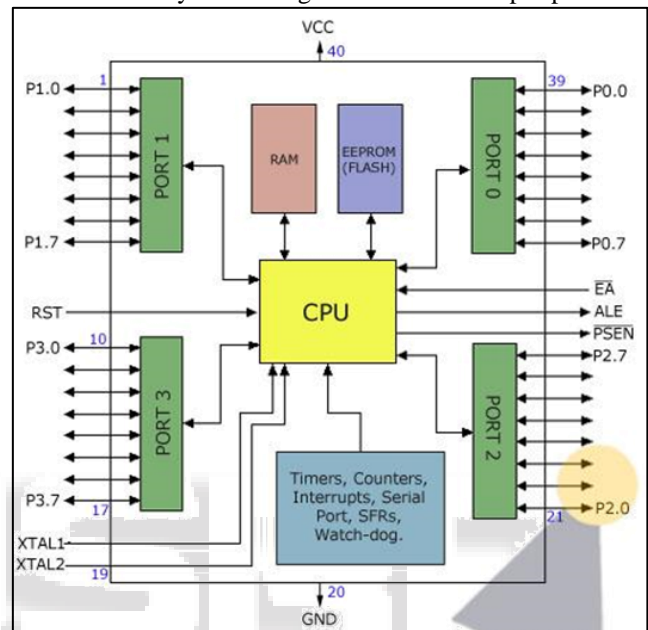 VCC
40
1
39
P1.0
P0.0
PORT 1
RAM
EEPROM
(FLASH)
PORT 0
P1.7
P0.7
EA
RST
CPU
ALE
PSEN
10
P3.0
P2.7
PORT 3
PORT 2
Timers, Counters,
Interrupts, Serial
Port, SFRs,
Watch-dog.
P3.7
17
P2.0
21
XTAL1
XTAL2
19
20
GND